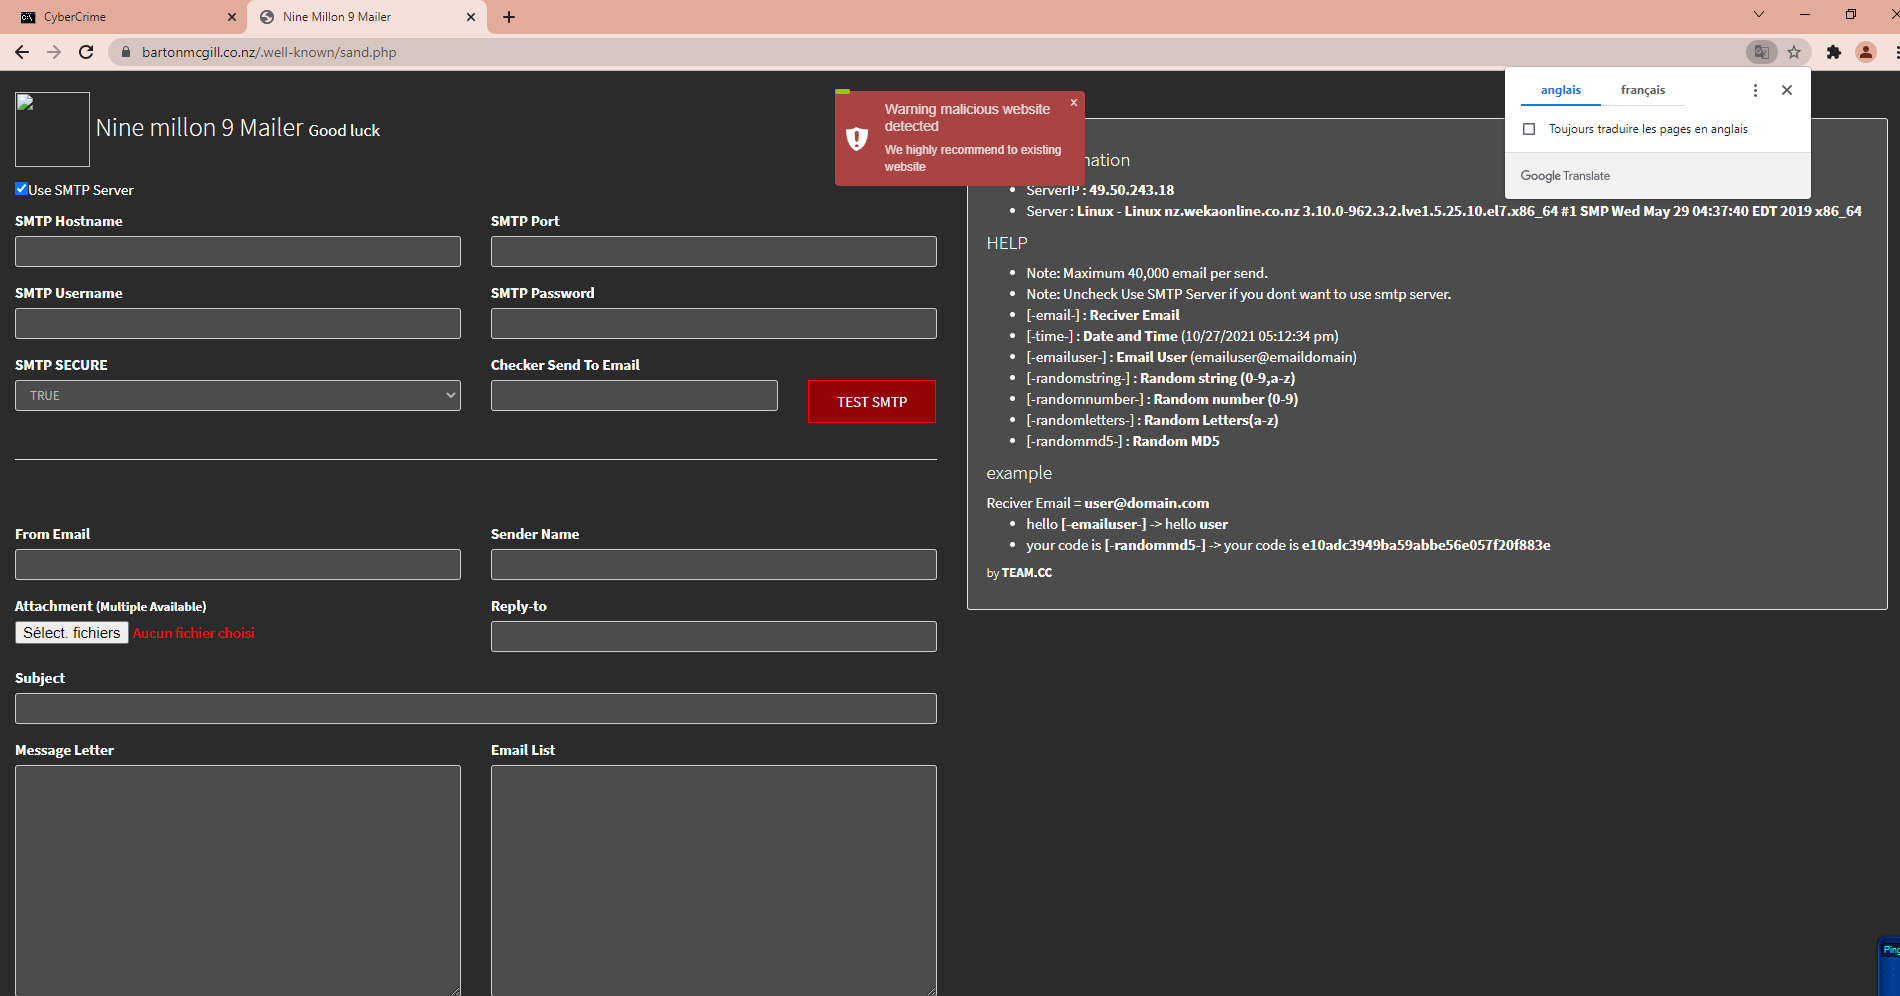 CyberCrime
Nine Millon 9 Mailer
bartonmcgill.co.nz/.well-known/sand.php
anglais
français
Toujours traduire les pages en anglais
Google Translate
Warning malicious website
detected
We highly recommend to existing
website
Nine millon 9 Mailer Good luck
Use SMTP Server
SMTP Hostname
SMTP Port
SMTP Username
SMTP Password
SMTP SECURE
TRUE
Checker Send To Email
TEST SMTP
From Email
Sender Name
Attachment (Multiple Available)
Sélect. fichiers Aucun fichier choisi
Reply-to
Subject
Message Letter
Email List
mation
ServerIP : 49.50.243.18
Server : Linux - Linux nz.wekaonline.co.nz 3.10.0-962.3.2.lve1.5.25.10.el7.x86_64 #1 SMP Wed May 29 04:37:40 EDT 2019 x86_64
HELP
Note: Maximum 40,000 email per send.
Note: Uncheck Use SMTP Server if you dont want to use smtp server.
[-email-] : Reciver Email
[-time-] : Date and Time (10/27/2021 05:12:34 pm)
[-emailuser-] : Email User (emailuser@emaildomain)
[-randomstring-] : Random string (0-9,a-z)
[-randomnumber-] : Random number (0-9)
[-randomletters-] : Random Letters(a-z)
[-randommd5-] : Random MD5
example
Reciver Email = user@domain.com
hello [-emailuser-] -> hello user
your code is [-randommd5-] -> your code is e10adc3949ba59abbe56e057f20f883e
by TEAM.CC
Ping